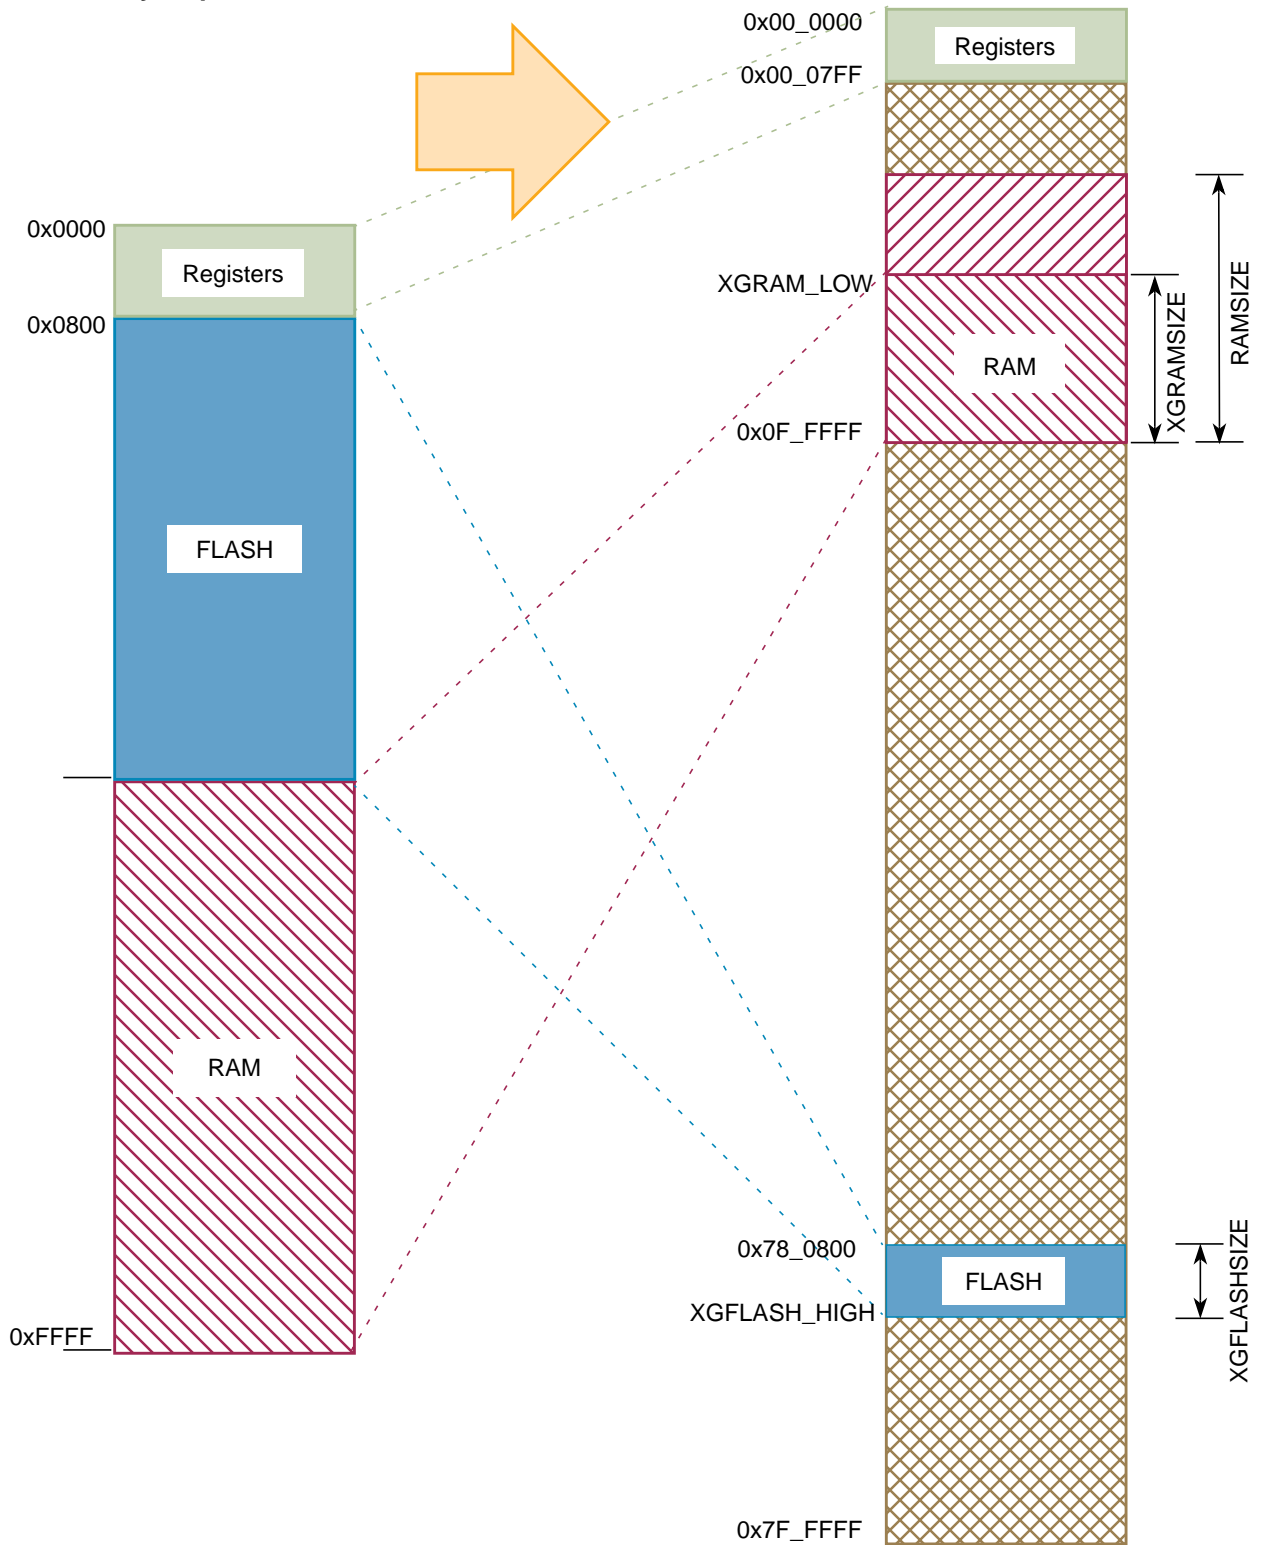 0x00_0000
Registers
0x00_07FF
0x0000
Registers
0x0800
XGRAM_LOW
RAM
XGRAMSIZE
RAMSIZE
0x0F_FFFF
FLASH
RAM
0x78_0800
FLASH
XGFLASH_HIGH
XGFLASHSIZE
0xFFFF
0x7F_FFFF